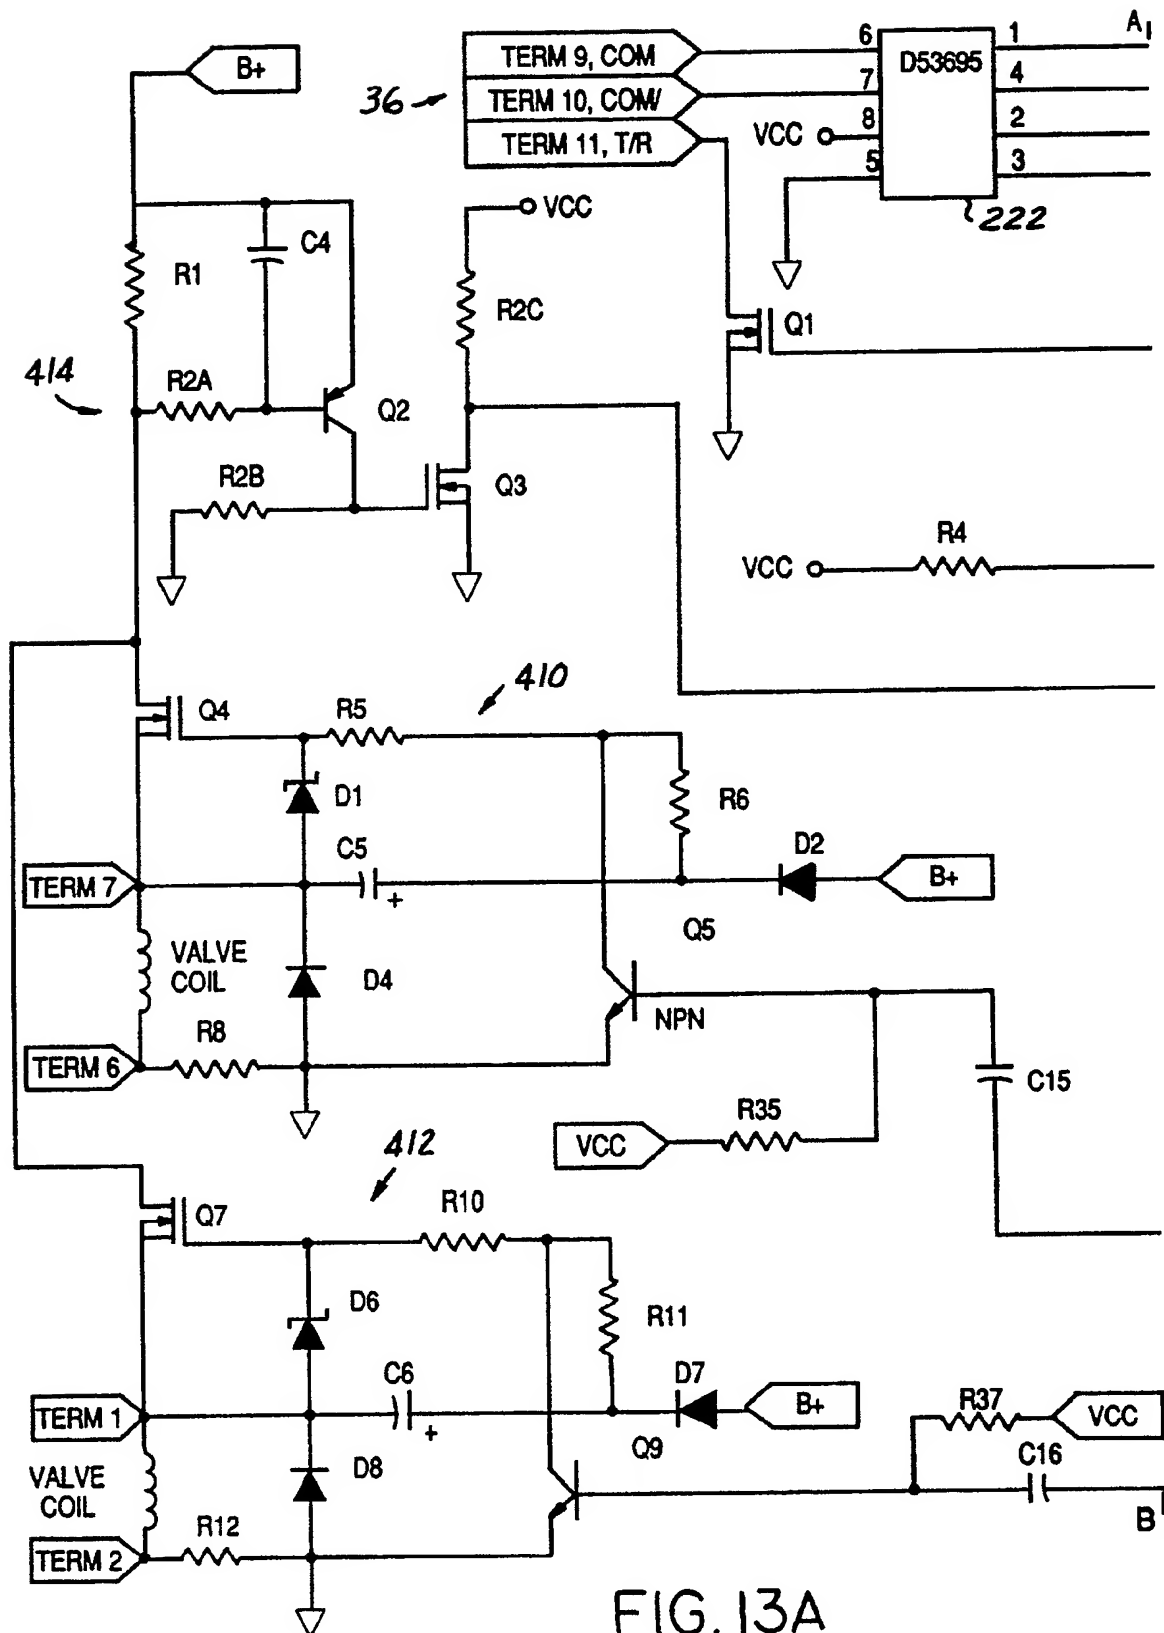 B+
36
TERM 9, COM
TERM 10, COM/
TERM 11, T/R
6
7
8
5
D53695
1
4
2
3
A
VCC
222
VCC
C4
R1
R2C
Q1
414
R2A
Q2
R2B
Q3
R4
VCC
410
Q4
R5
R6
D1
D2
C5
+
B+
TERM 7
Q5
VALVE
COIL
D4
NPN
R8
TERM 6
C15
R35
VCC
412
Q7
R10
D6
R11
C6
D7
+
B+
R37
VCC
TERM 1
Q9
C16
VALVE
COIL
D8
B
R12
TERM 2
FIG. 13A